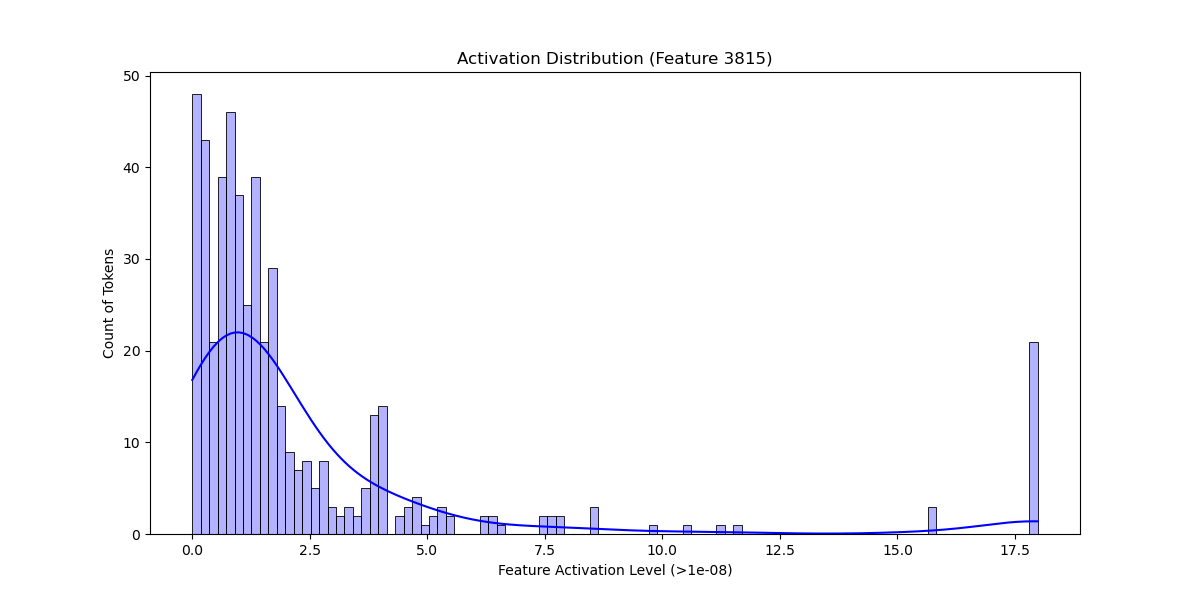 Activation Distribution (Feature 3815)
50
40
30
20
10
0
Count of Tokens
0.0 2.5 5.0 7.5 10.0 12.5 15.0 17.5
Feature Activation Level (>1e-08)